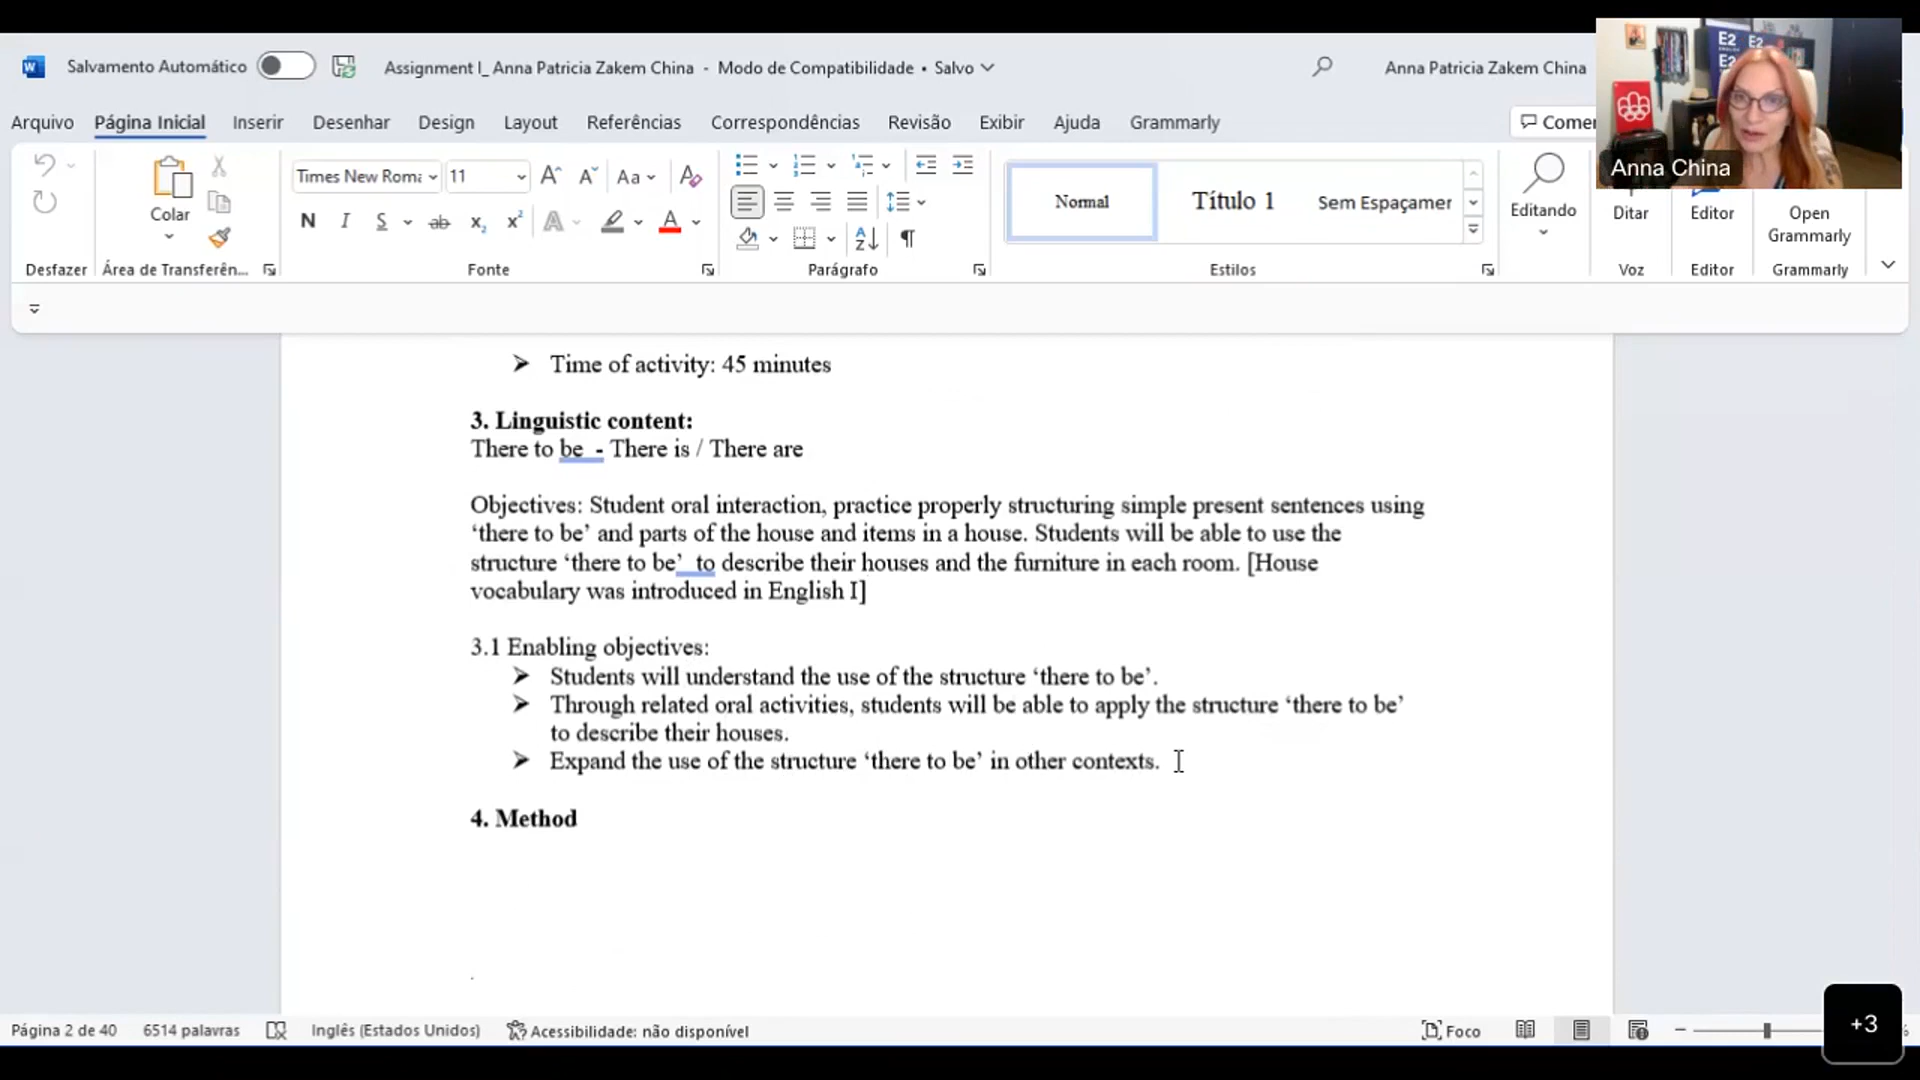 Salvamento Automático
Assignment I_ Anna Patricia Zakem China - Modo de Compatibilidade • Salvo
Anna Patricia Zakem China
E2 E2
Anna China
Arquivo Página Inicial Inserir Desenhar Design Layout Referências Correspondências Revisão Exibir Ajuda Grammarly
Colar
Times New Roma 11
Aa
N I S ab x₂ x² A A
Normal Título 1 Sem Espaçamer
Editando Ditar Editor Open Grammarly
Desfazer Área de Transferên... Fonte Parágrafo Estilos Voz Editor Grammarly
➢ Time of activity: 45 minutes
3. Linguistic content:
There to be - There is / There are
Objectives: Student oral interaction, practice properly structuring simple present sentences using
‘there to be’ and parts of the house and items in a house. Students will be able to use the
structure ‘there to be’ to describe their houses and the furniture in each room. [House
vocabulary was introduced in English I]
3.1 Enabling objectives:
➢ Students will understand the use of the structure ‘there to be’.
➢ Through related oral activities, students will be able to apply the structure ‘there to be’
to describe their houses.
➢ Expand the use of the structure ‘there to be’ in other contexts.
4. Method
.
Página 2 de 40 6514 palavras Inglês (Estados Unidos) Acessibilidade: não disponível Foco
+3